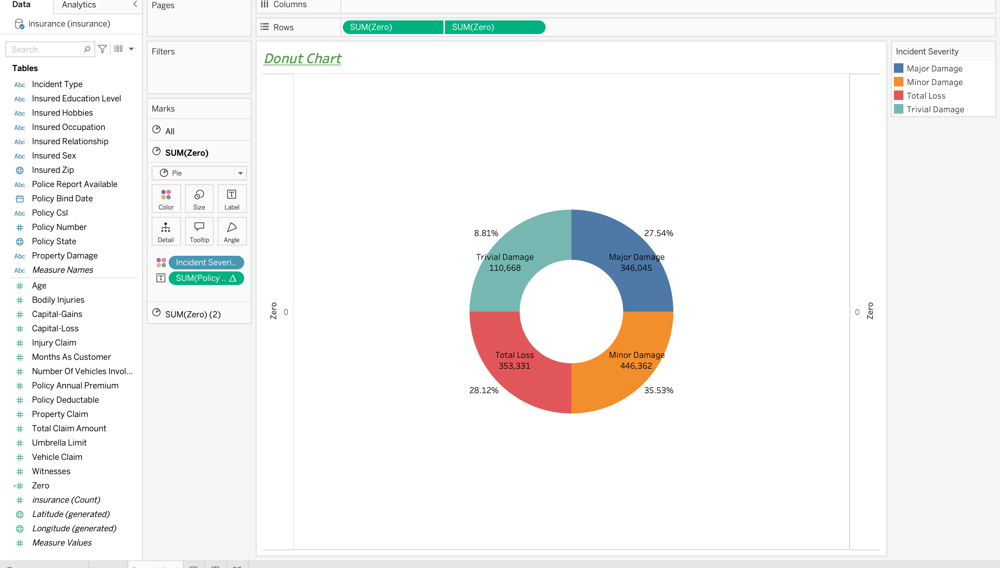 Data
Analytics
insurance (insurance)
Search
Tables
Abc Incident Type
Abc Insured Education Level
Abc Insured Hobbies
Abc Insured Occupation
Abc Insured Relationship
Abc Insured Sex
Insured Zip
Abc Police Report Available
Policy Bind Date
Abc Policy Csl
Policy Number
Policy State
Abc Property Damage
Abc Measure Names
Age
Bodily Injuries
Capital-Gains
Capital-Loss
Injury Claim
Months As Customer
Number Of Vehicles Invol...
Policy Annual Premium
Policy Deductable
Property Claim
Total Claim Amount
Umbrella Limit
Vehicle Claim
Witnesses
Zero
insurance (Count)
Latitude (generated)
Longitude (generated)
Measure Values
Pages
Filters
Marks
All
SUM(Zero)
Pie
Color Size Label
Detail Tooltip Angle
Incident Severi..
T SUM(Policy ..
SUM(Zero) (2)
Columns
Rows SUM(Zero) SUM(Zero)
Donut Chart
Zero 0
8.81% 27.54%
Trivial Damage
110,668
Major Damage
346,045
Total Loss
353,331
Minor Damage
446,362
28.12% 35.53%
0 Zero
Incident Severity
Major Damage
Minor Damage
Total Loss
Trivial Damage